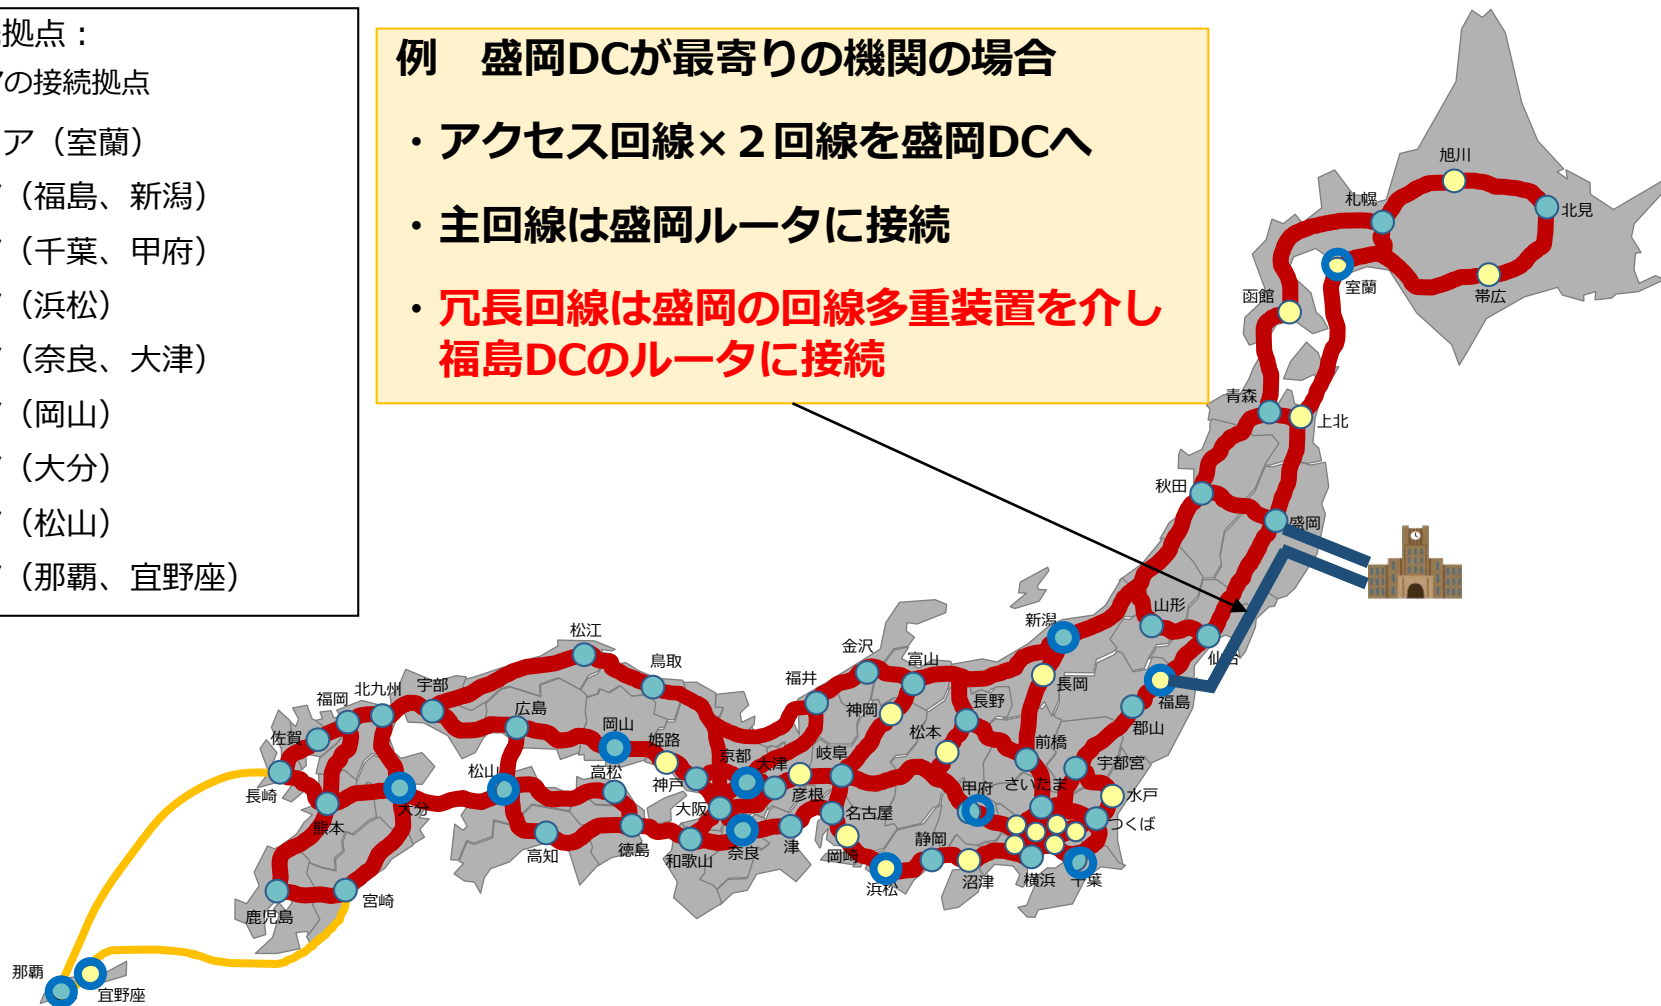 拠点：
の接続拠点
ア（室蘭）
（福島、新潟）
（千葉、甲府）
（浜松）
（奈良、大津）
（岡山）
（大分）
（松山）
（那覇、宜野座）
例　盛岡DCが最寄りの機関の場合
・アクセス回線×２回線を盛岡DCへ
・主回線は盛岡ルータに接続
・冗長回線は盛岡の回線多重装置を介し
福島DCのルータに接続
旭川
札幌
北見
室蘭
函館
帯広
青森
上北
秋田
盛岡
山形
新潟
仙台
松江
金沢
富山
鳥取
福井
長岡
福島
北九州
宇部
福岡
長野
広島
神岡
岡山
郡山
佐賀
姫路
松本
前橋
京都
岐阜
大津
宇都宮
松山
高松
神戸
さいたま
甲府
長崎
彦根
水戸
大分
大阪
名古屋
つくば
熊本
静岡
高知
徳島
和歌山
奈良
津
岡崎
沼津
横浜
千葉
浜松
宮崎
鹿児島
那覇
宜野座